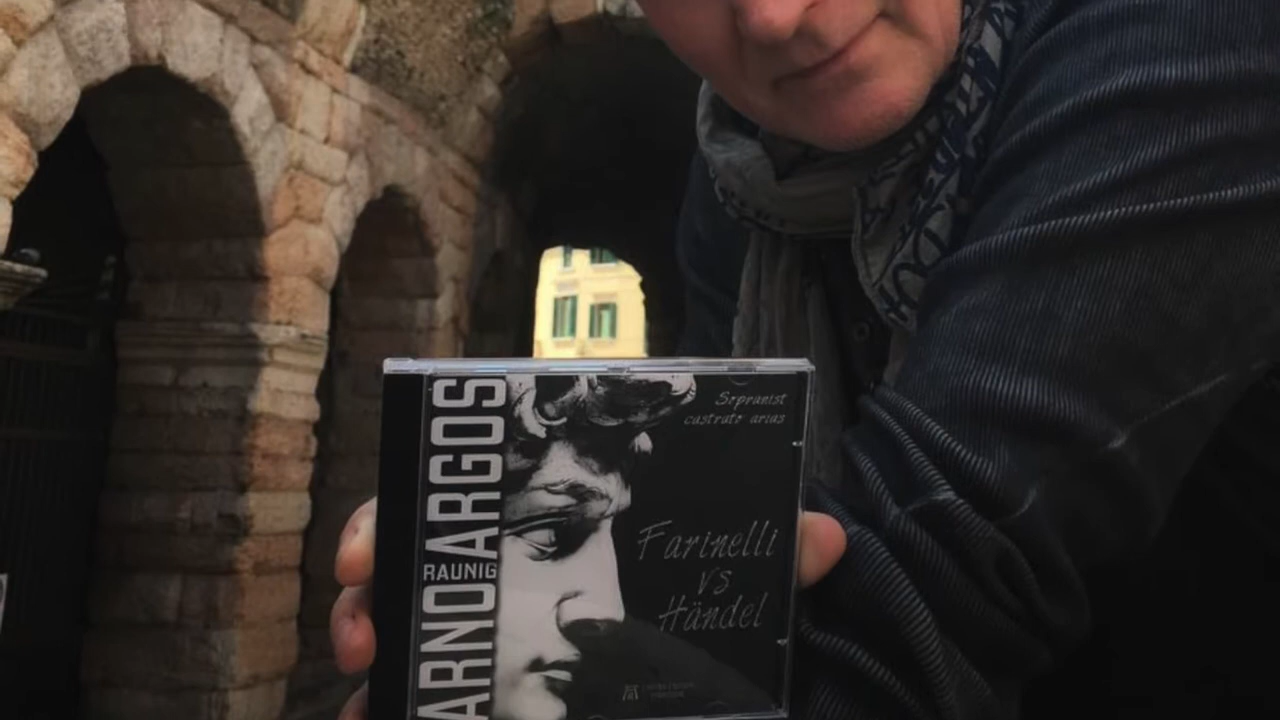 ARNO
RAUNIG
ARGOS
Sopranist
castrato arias
Farinelli
vs
Händel